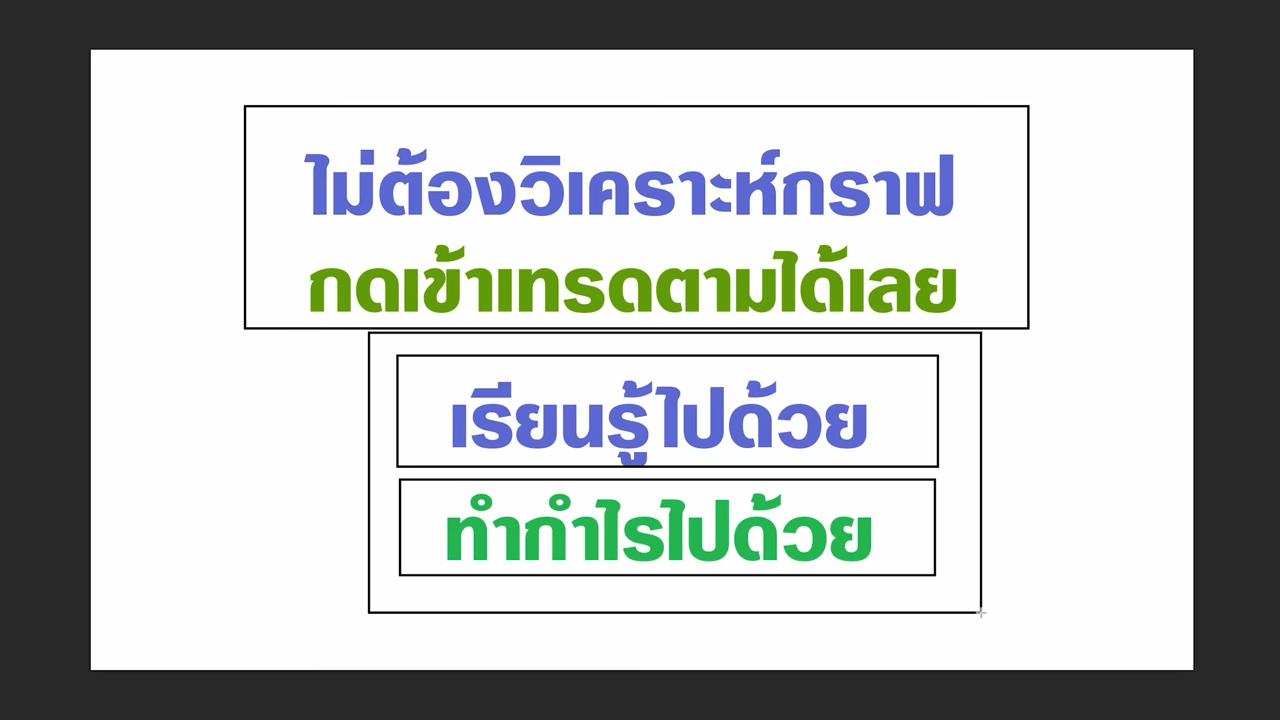 ไม่ต้องวิเคราะห์กราฟ
กดเข้าเทรดตามได้เลย
เรียนรู้ไปด้วย
ทำกำไรไปด้วย